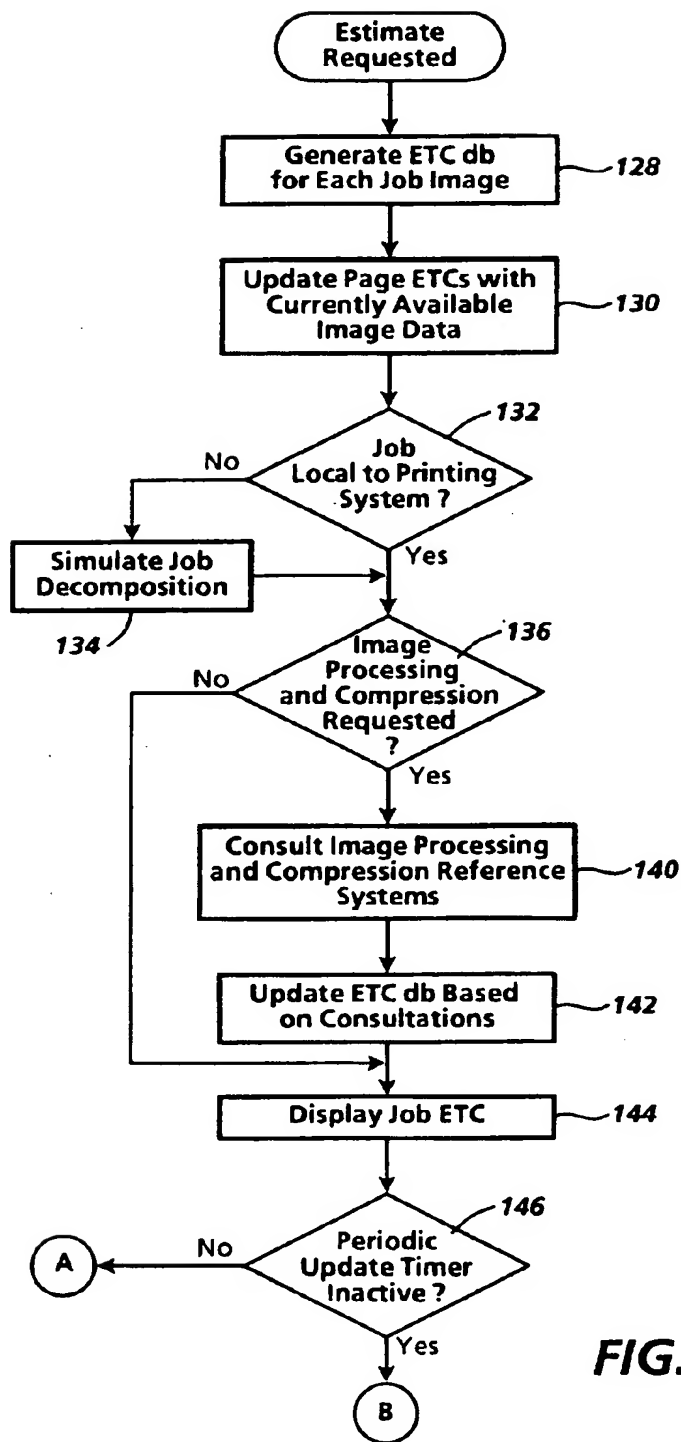 Estimate
Requested
Generate ETC db
for Each Job Image
128
Update Page ETCs with
Currently Available
Image Data
130
132
Job
Local to Printing
System ?
No
Yes
Simulate Job
Decomposition
134
136
Image
Processing
and Compression
Requested
?
No
Yes
Consult Image Processing
and Compression Reference
Systems
140
Update ETC db Based
on Consultations
142
Display Job ETC
144
146
Periodic
Update Timer
Inactive ?
No
A
Yes
B
FIG.